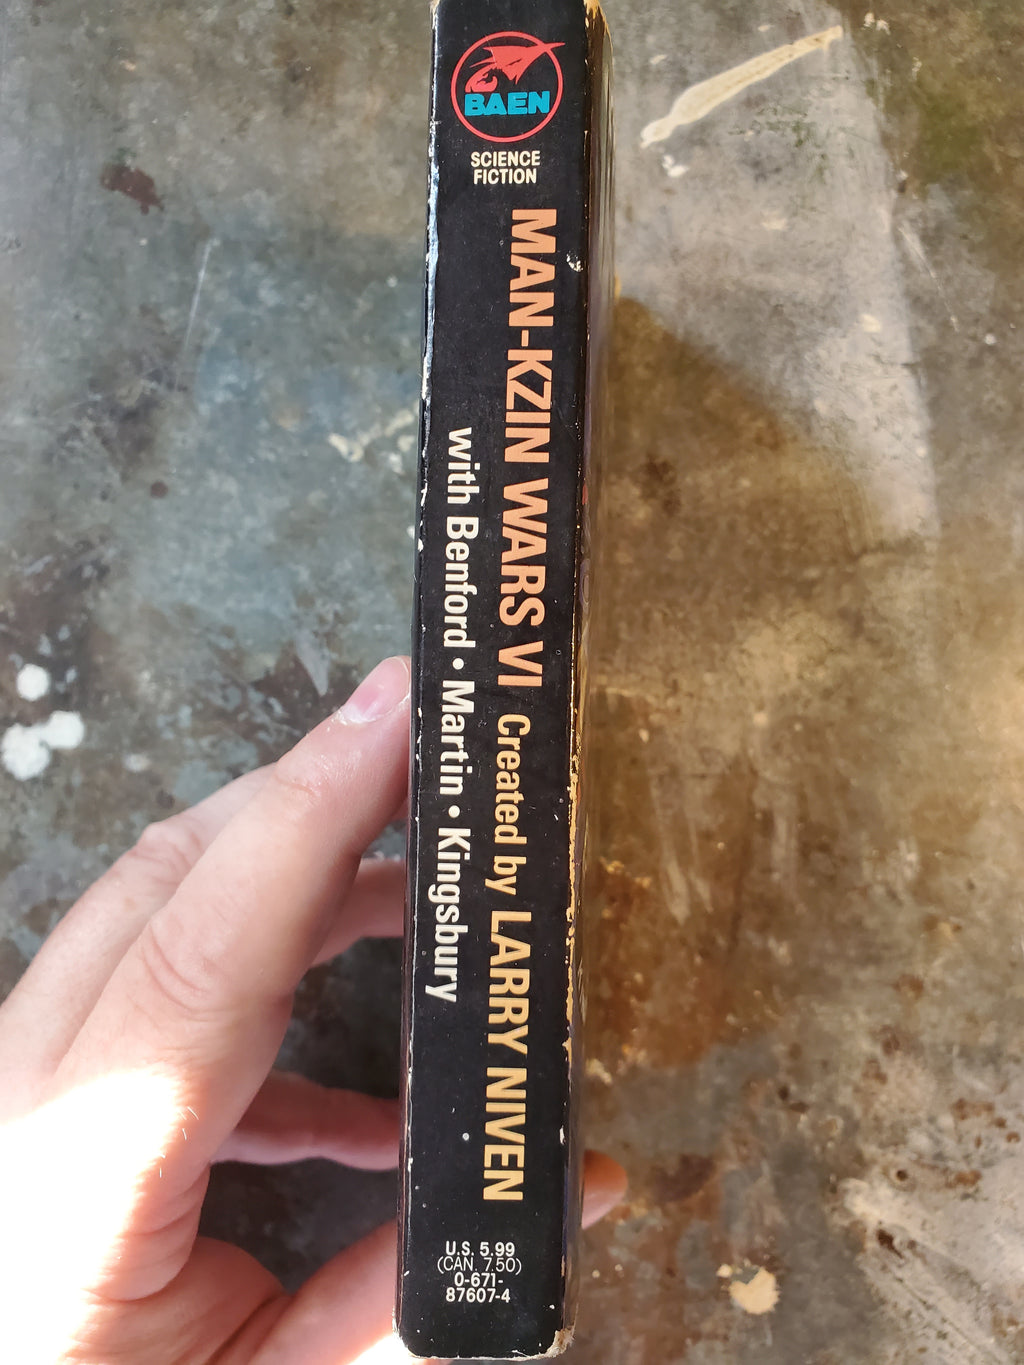 BAEN
SCIENCE
FICTION
MAN-KZIN WARS VI Created by LARRY NIVEN
with Benford • Martin • Kingsbury
U.S. 5.99
(CAN. 7.50)
0-671-
87607-4